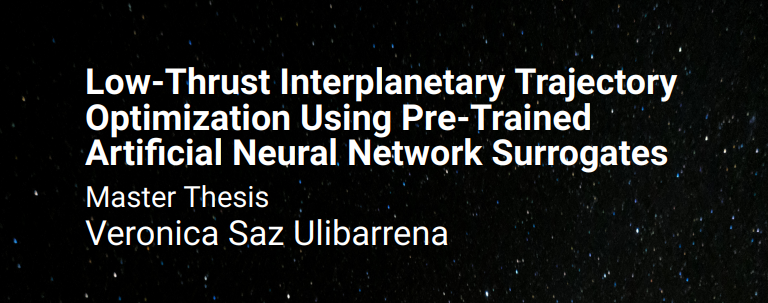 Low-Thrust Interplanetary Trajectory
Optimization Using Pre-Trained
Artificial Neural Network Surrogates
Master Thesis
Veronica Saz Ulibarrena